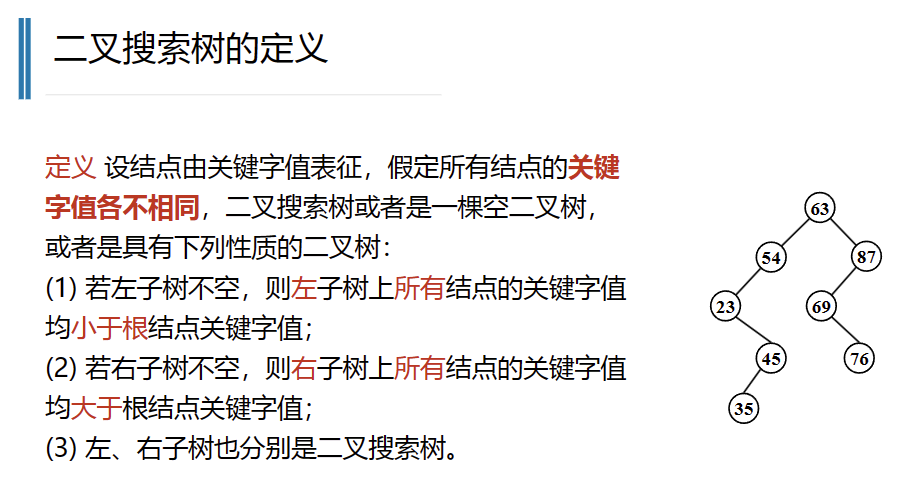 二叉搜索树的定义
定义 设结点由关键字值表征，假定所有结点的关键
字值各不相同，二叉搜索树或者是一棵空二叉树，
或者是具有下列性质的二叉树：
(1) 若左子树不空，则左子树上所有结点的关键字值
均小于根结点关键字值；
(2) 若右子树不空，则右子树上所有结点的关键字值
均大于根结点关键字值；
(3) 左、右子树也分别是二叉搜索树。
63
54 87
23 69
45 76
35